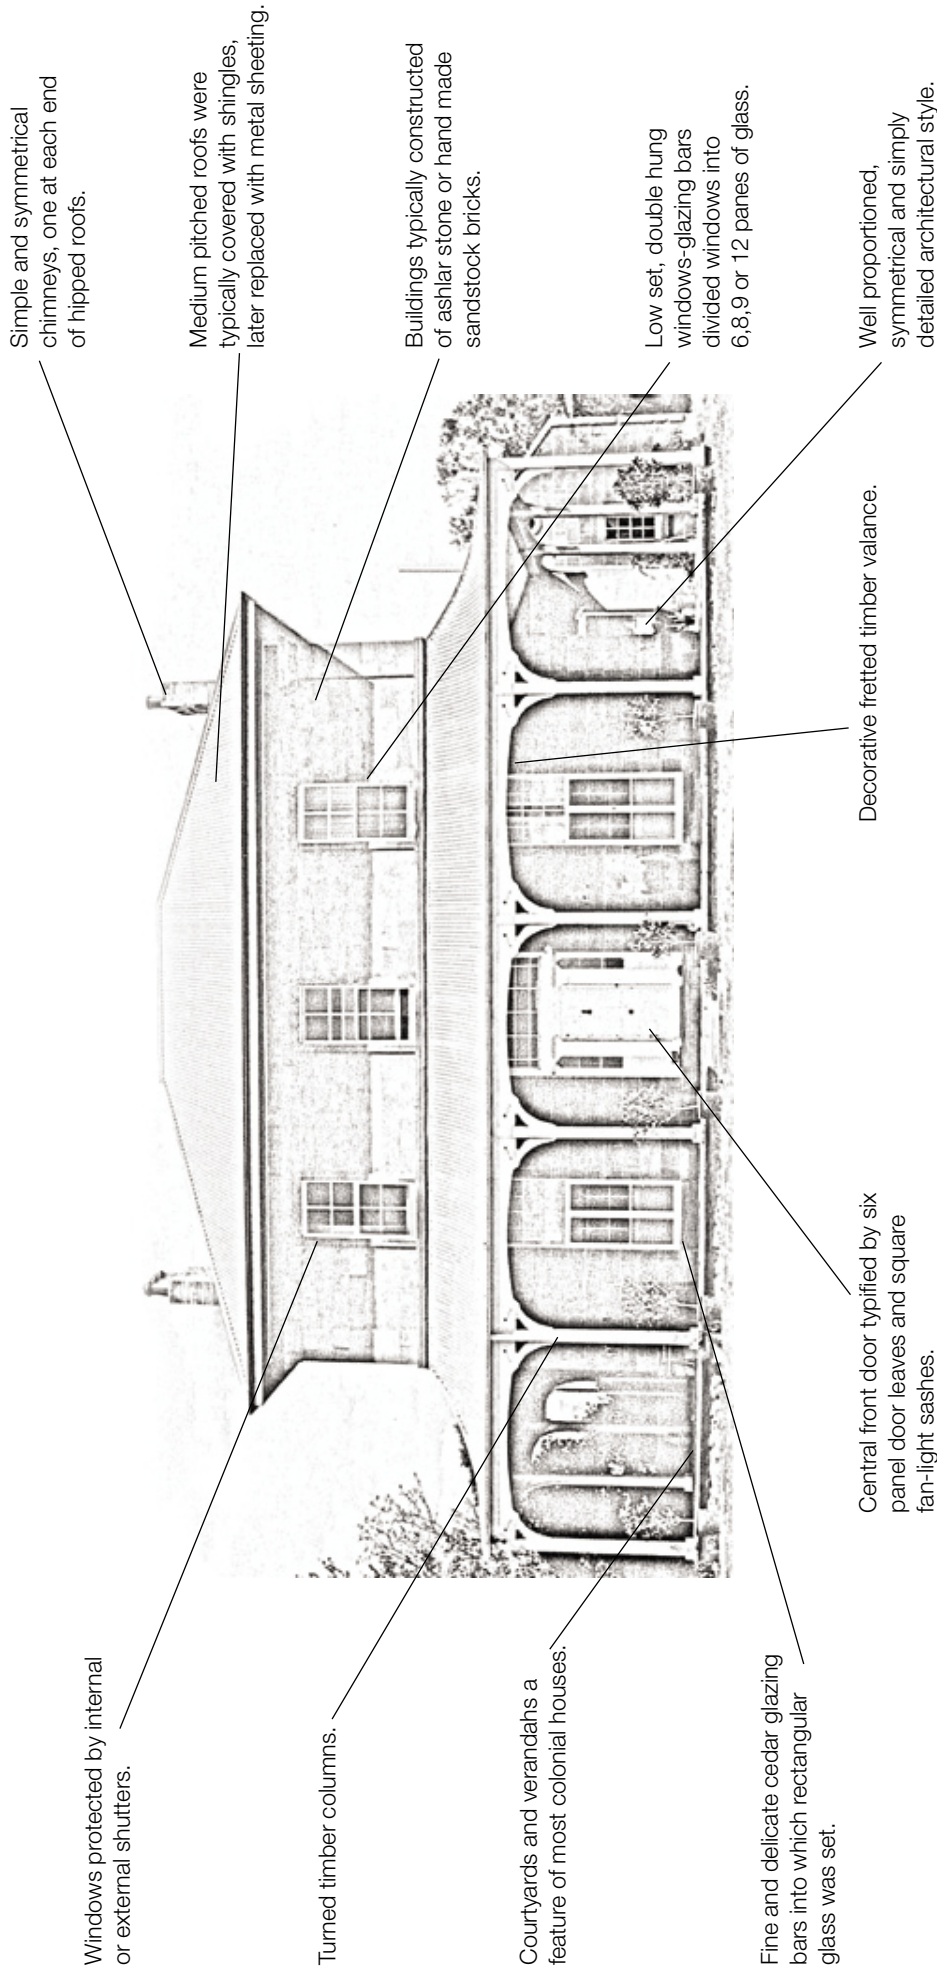 Simple and symmetrical
chimneys, one at each end
of hipped roofs.
Medium pitched roofs were
typically covered with shingles,
later replaced with metal sheeting.
Buildings typically constructed
of ashlar stone or hand made
sandstock bricks.
Low set, double hung
windows-glazing bars
divided windows into
6,8,9 or 12 panes of glass.
Well proportioned,
symmetrical and simply
detailed architectural style.
Decorative fretted timber valance.
Central front door typified by six
panel door leaves and square
fan-light sashes.
Windows protected by internal
or external shutters.
Turned timber columns.
Courtyards and verandahs a
feature of most colonial houses.
Fine and delicate cedar glazing
bars into which rectangular
glass was set.